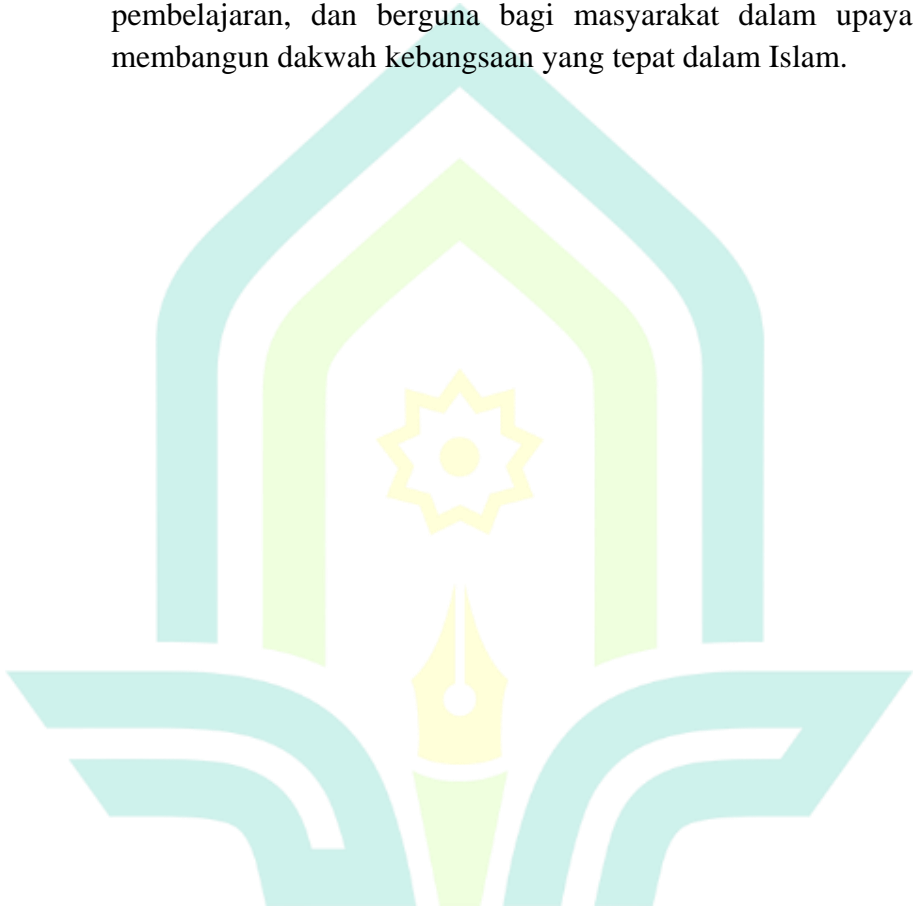 pembelajaran, dan berguna bagi masyarakat dalam upaya
membangun dakwah kebangsaan yang tepat dalam Islam.